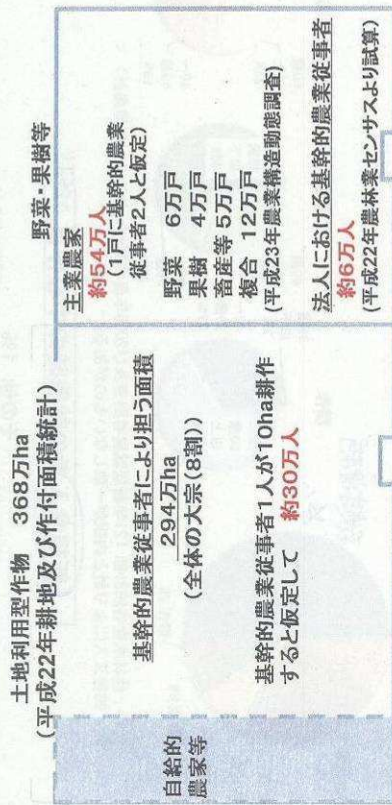 土地利用型作物　368万ha
(平成22年耕地及び作付面積統計)
野菜・果樹等
自給的
農家等
基幹的農業従事者により担う面積
294万ha
(全体の大宗(8割))
基幹的農業従事者1人が10ha耕作
すると仮定して　約30万人
主業農家
約54万人
(1戸に基幹的農業
従事者2人と仮定)
野菜　6万戸
果樹　4万戸
畜産等 5万戸
複合　12万戸
(平成23年農業構造動態調査)
法人における基幹的農業従事者
約6万人
(平成22年農林業センサスより試算)